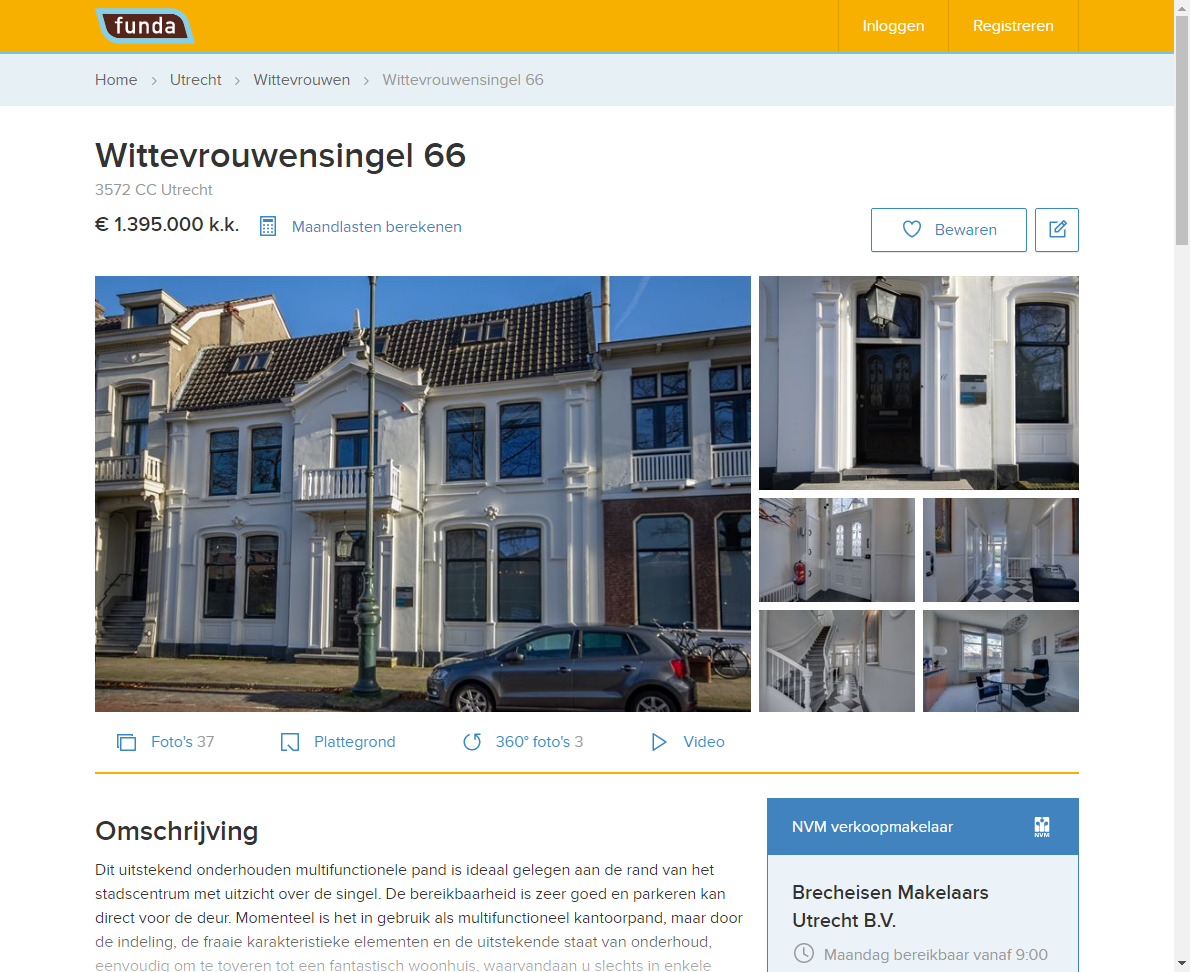 funda
Inloggen
Registreren
Home > Utrecht > Wittevrouwen > Wittevrouwensingel 66
Wittevrouwensingel 66
3572 CC Utrecht
€ 1.395.000 k.k.
Maandlasten berekenen
Bewaren
Foto's 37
Plattegrond
360° foto's 3
Video
Omschrijving
Dit uitstekend onderhouden multifunctionele pand is ideaal gelegen aan de rand van het
stadscentrum met uitzicht over de singel. De bereikbaarheid is zeer goed en parkeren kan
direct voor de deur. Momenteel is het in gebruik als multifunctioneel kantoorpand, maar door
de indeling, de fraaie karakteristieke elementen en de uitstekende staat van onderhoud,
eenvoudig om te toveren tot een fantastisch woonhuis, waarvandaan u slechts in enkele
NVM verkoopmakelaar
NVM
Brecheisen Makelaars
Utrecht B.V.
Maandag bereikbaar vanaf 9:00